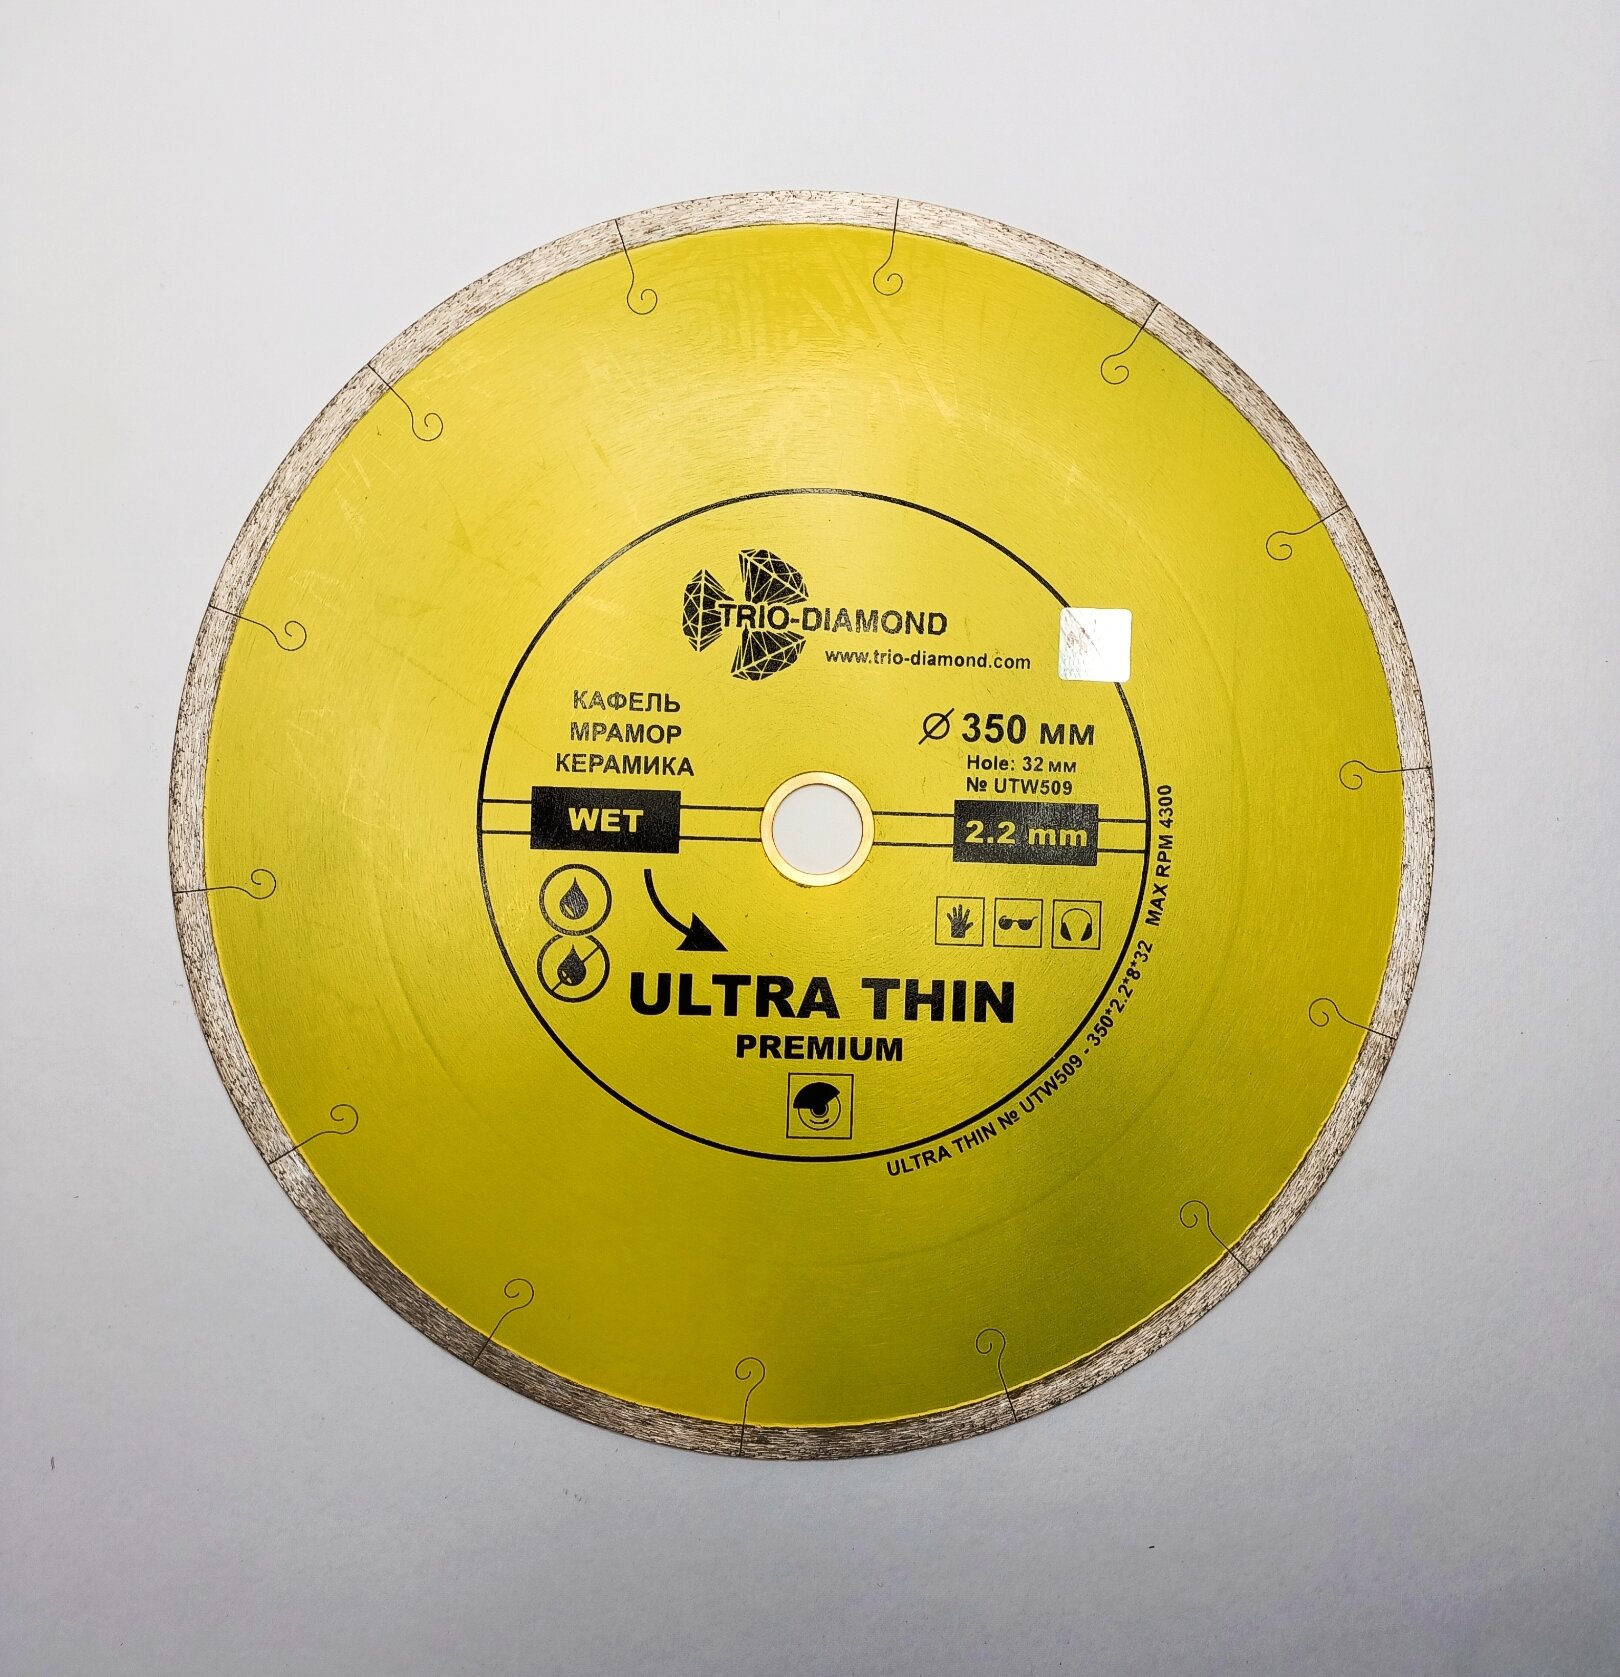 TRIO-DIAMOND
www.trio-diamond.com
КАФЕЛЬ
МРАМОР
КЕРАМИКА
WET
Ø 350 мм
Hole: 32 мм
№ UTW509
2.2 mm
ULTRA THIN
PREMIUM
ULTRA THIN № UTW509 - 350*2.2*8*32 MAX RPM 4300